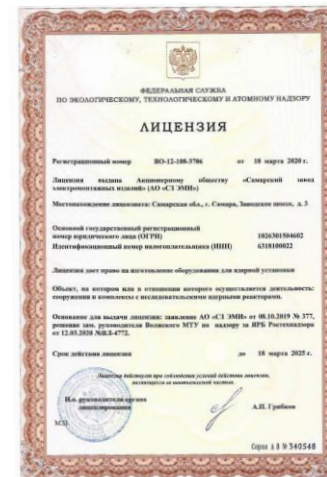 ФЕДЕРАЛЬНАЯ СЛУЖБА
ПО ЭКОЛОГИЧЕСКОМУ, ТЕХНОЛОГИЧЕСКОМУ И АТОМНОМУ НАДЗОРУ
ЛИЦЕНЗИЯ
Регистрационный номер ВО-12-108-3786 от 18 марта 2020 г.
Лицензия выдана Акционерному обществу «Самарский завод
электромонтажных изделий» (АО «СЗ ЭМИ»)
Местонахождение лицензиата: Самарская обл., г. Самара, Заводское шоссе, д. 3
Основной государственный регистрационный
номер юридического лица (ОГРН) 1026301504602
Идентификационный номер налогоплательщика (ИНН) 6318100022
Лицензия дает право на изготовление оборудования для ядерной установки
Объект, на котором или в отношении которого осуществляется деятельность:
сооружения и комплексы с исследовательскими ядерными реакторами.
Основание для выдачи лицензии: заявление АО «СЗ ЭМИ» от 08.10.2019 № 377,
решение зам. руководителя Волжского МТУ по надзору за ЯРБ Ростехнадзора
от 12.03.2020
Срок действия лицензии до 18 марта 2025 г.
Лицензия действует при соблюдении условий действия лицензии,
являющихся ее неотъемлемой частью.
И.о. руководителя органа
лицензирования А.П. Грибков
М.П.
Серия А В № 340548